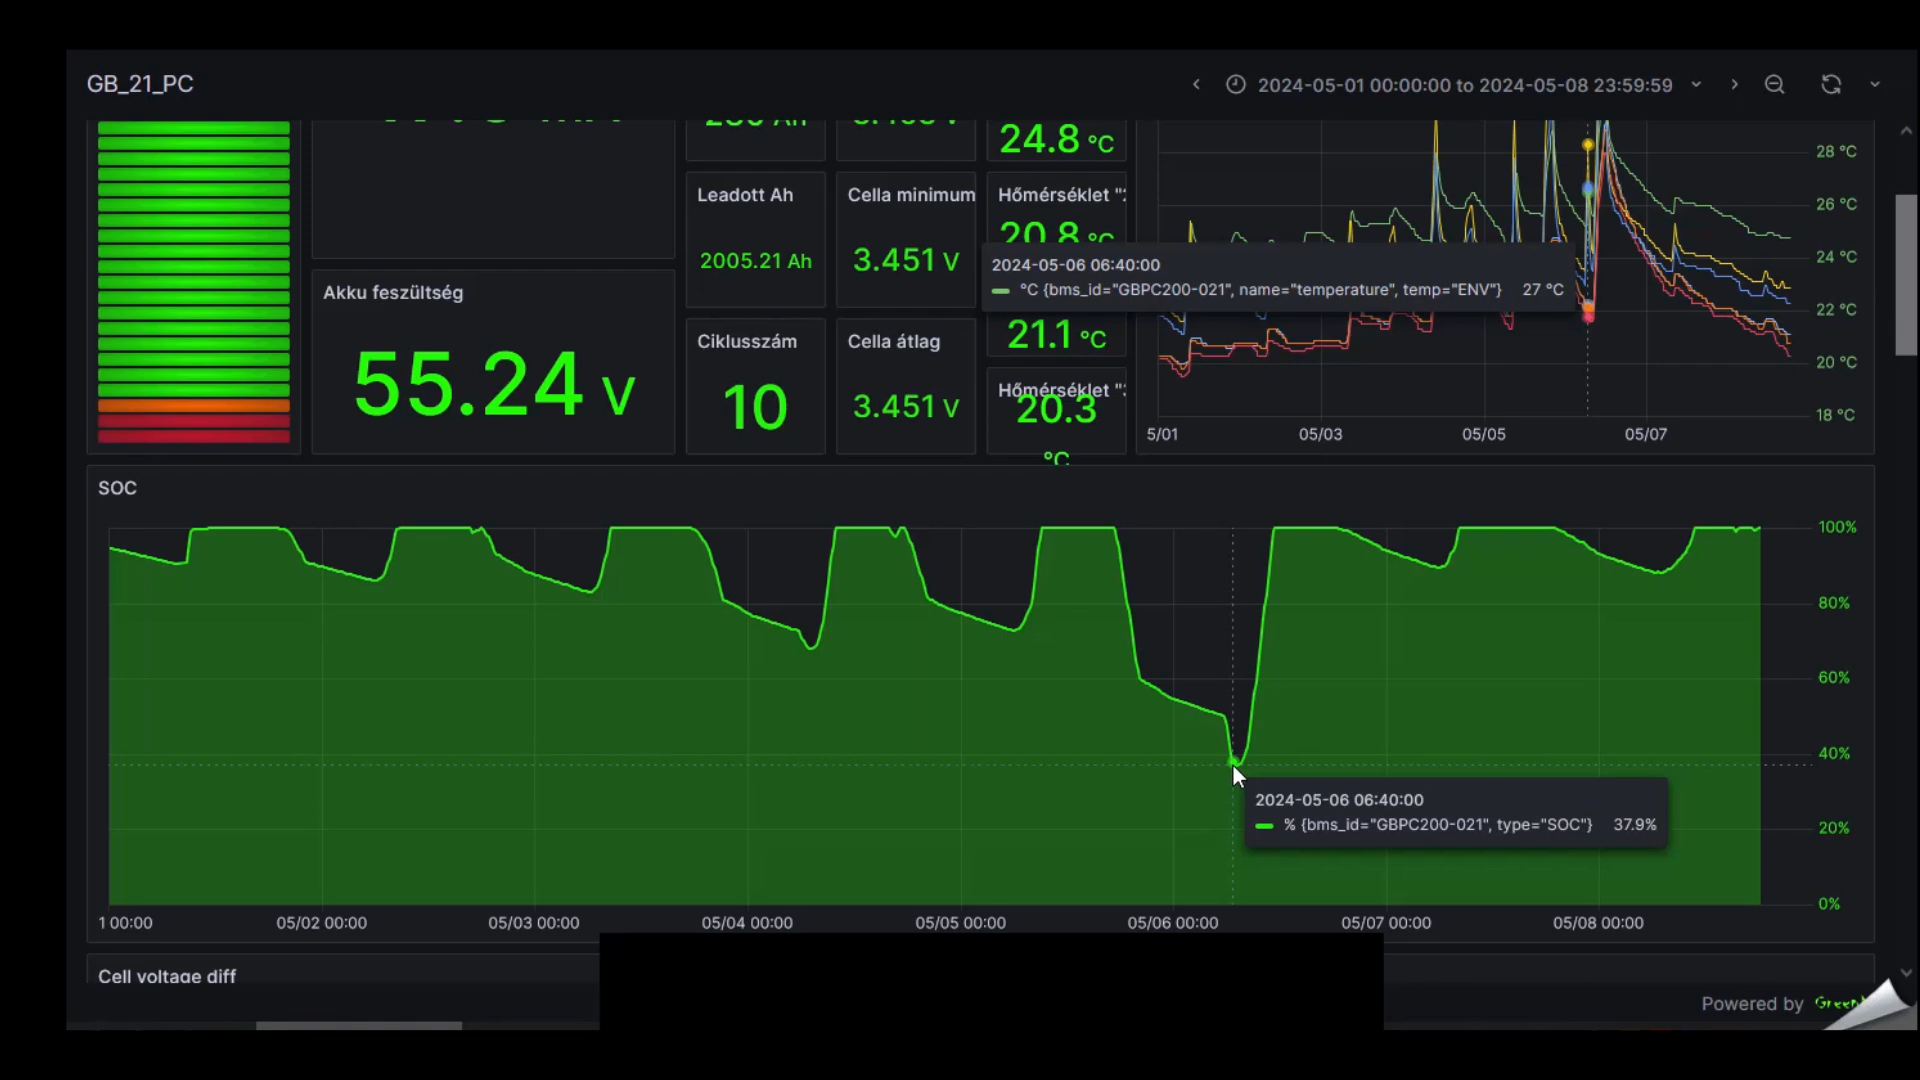 GB_21_PC
2024-05-01 00:00:00 to 2024-05-08 23:59:59
24.8 °C
Leadott Ah
2005.21 Ah
Cella minimum
3.451 V
Hőmérséklet "
20.8 °C
21.1 °C
Akku feszültség
55.24 V
Ciklusszám
10
Cella átlag
3.451 V
Hőmérséklet "
20.3
°C
2024-05-06 06:40:00
°C {bms_id="GBPC200-021", name="temperature", temp="ENV"} 27 °C
28 °C
26 °C
24 °C
22 °C
20 °C
18 °C
5/01 05/03 05/05 05/07
SOC
100%
80%
60%
40%
20%
0%
2024-05-06 06:40:00
% {bms_id="GBPC200-021", type="SOC"} 37.9%
1 00:00 05/02 00:00 05/03 00:00 05/04 00:00 05/05 00:00 05/06 00:00 05/07 00:00 05/08 00:00
Cell voltage diff
Powered by Green